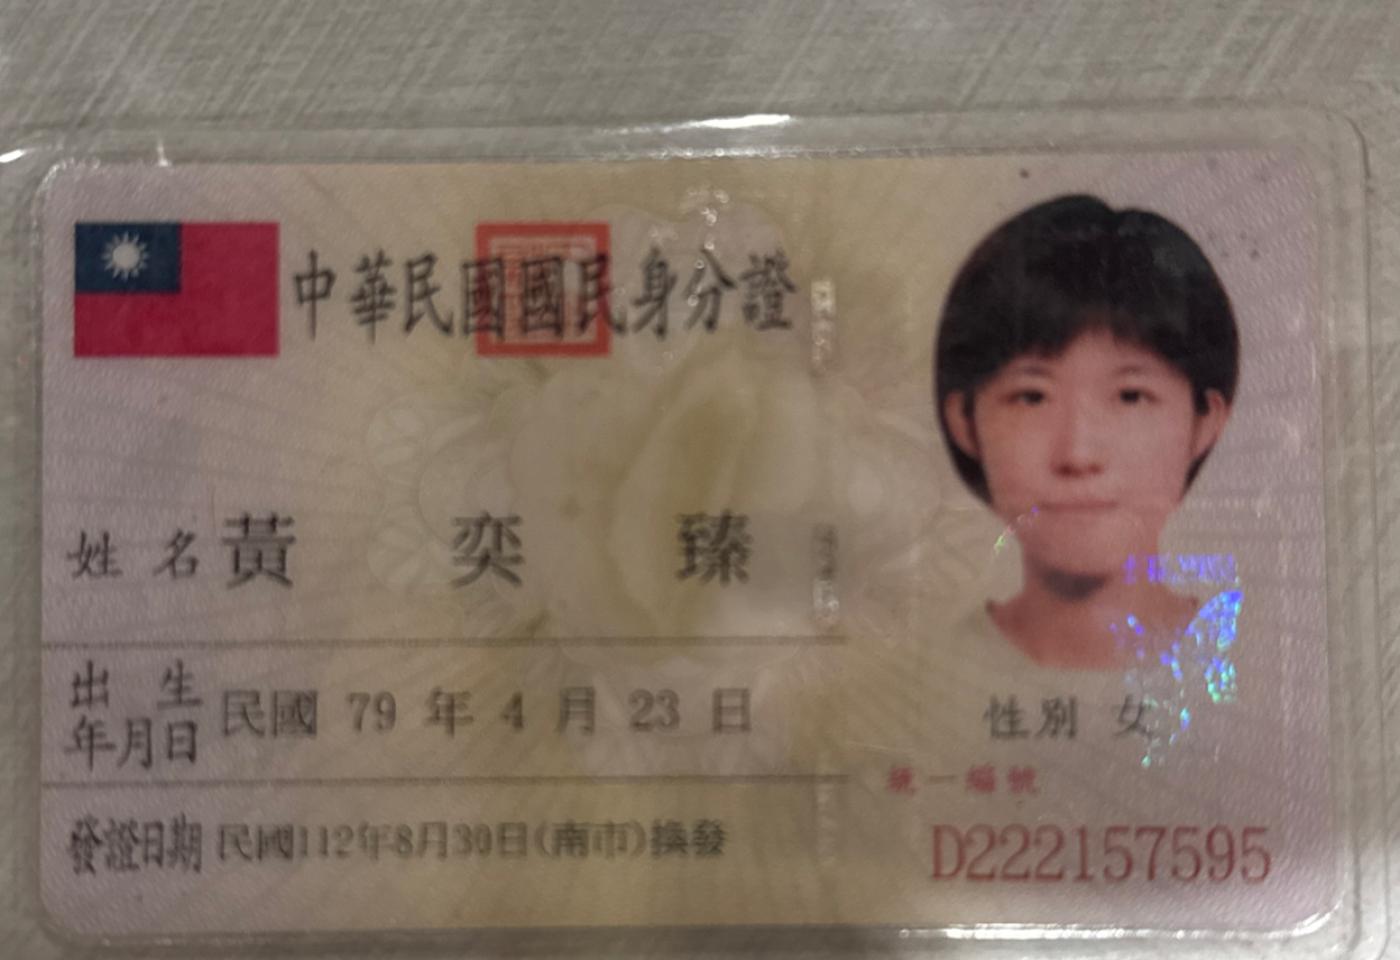 中華民國國民身分證
姓名 黃奕臻
出生年月日 民國 79 年 4 月 23 日
性別 女
發證日期 民國112年8月30日(南市)換發
統一編號
D222157595